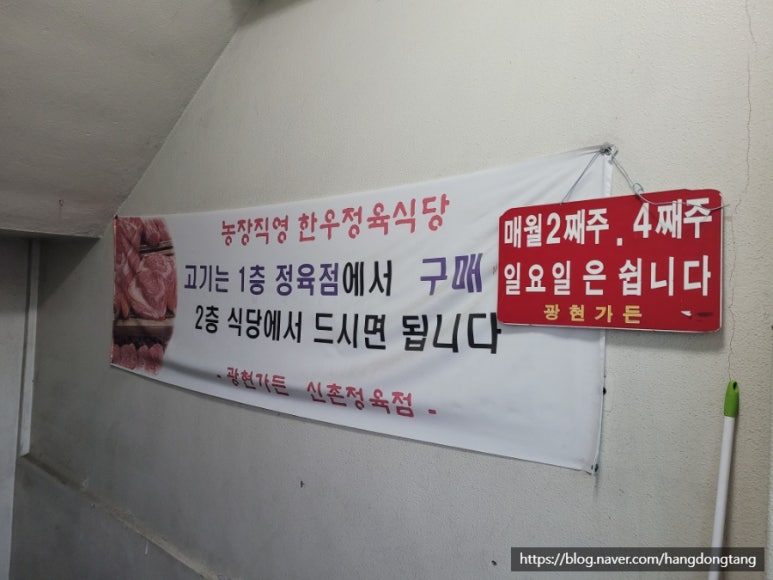 농장직영 한우정육식당
고기는 1층 정육점에서 구매
2층 식당에서 드시면 됩니다
- 광현가든 신촌정육점 -
매월2째주 . 4째주
일요일은 쉽니다
광현가든
https://blog.naver.com/hangdongtang